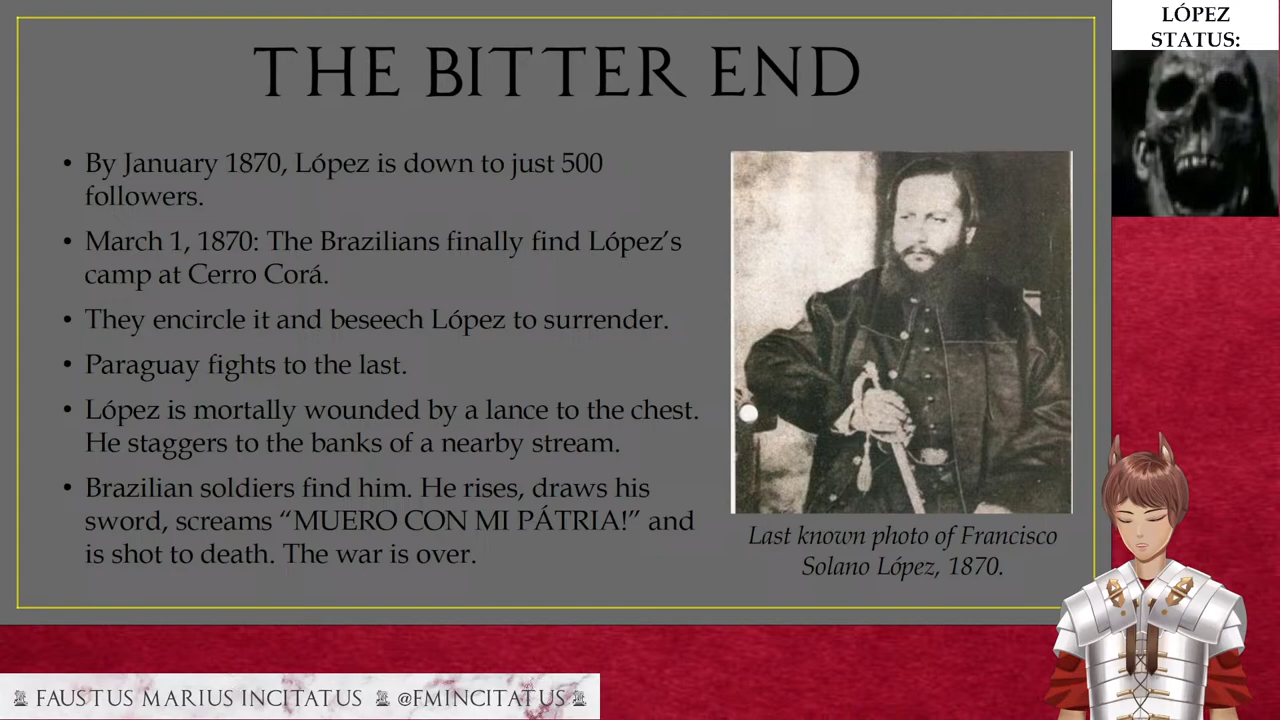 THE BITTER END
LÓPEZ
STATUS:
• By January 1870, López is down to just 500
followers.
• March 1, 1870: The Brazilians finally find López’s
camp at Cerro Corá.
• They encircle it and beseech López to surrender.
• Paraguay fights to the last.
• López is mortally wounded by a lance to the chest.
He staggers to the banks of a nearby stream.
• Brazilian soldiers find him. He rises, draws his
sword, screams “MUERO CON MI PÁTRIA!” and
is shot to death. The war is over.
Last known photo of Francisco
Solano López, 1870.
FAUSTUS MARIUS INCITATUS @FMINCITATUS